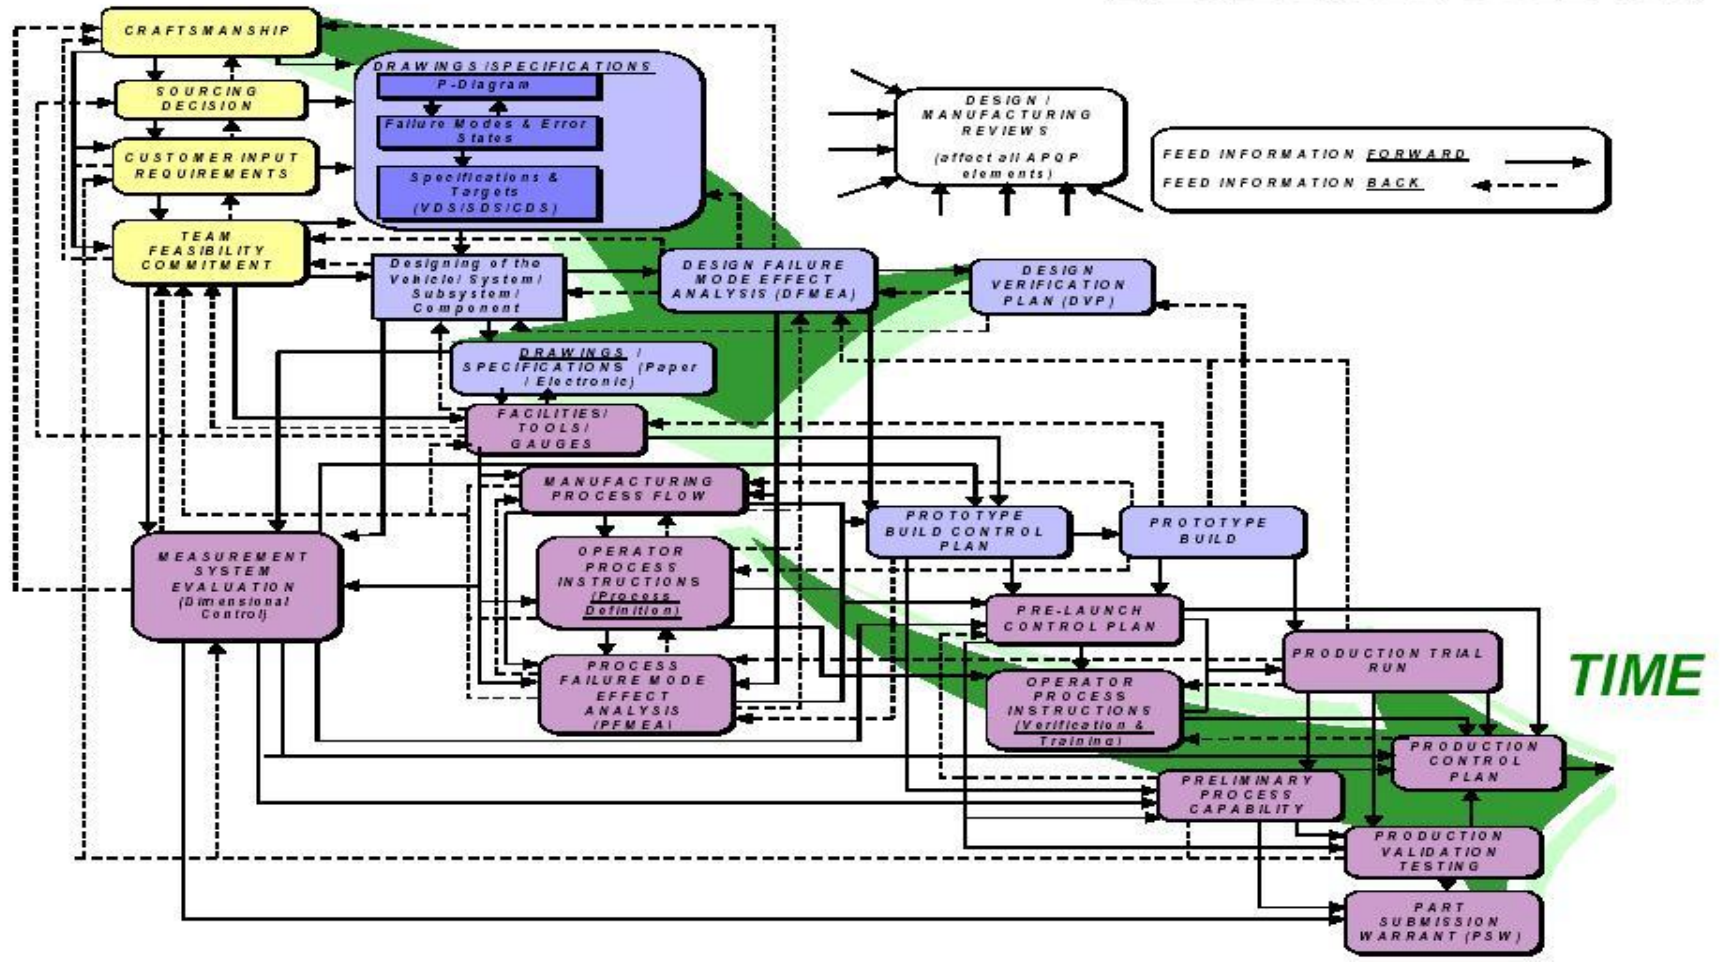 CRAFTSMANSHIP
SOURCING
DECISION
CUSTOMER INPUT
REQUIREMENTS
TEAM
FEASIBILITY
COMMITMENT
DRAWINGS/SPECIFICATIONS
P-Diagram
Failure Modes & Error
States
Specifications &
Targets
(VDS/SDS/CDS)
DESIGN /
MANUFACTURING
REVIEWS
(affect all APQP
elements)
FEED INFORMATION FORWARD
FEED INFORMATION BACK
Designing of the
Vehicle/ System/
Subsystem/
Component
DESIGN FAILURE
MODE EFFECT
ANALYSIS (DFMEA)
DESIGN
VERIFICATION
PLAN (DVP)
DRAWINGS /
SPECIFICATIONS (Paper
/ Electronic)
FACILITIES/
TOOLS/
GAUGES
MANUFACTURING
PROCESS FLOW
PROTOTYPE
BUILD CONTROL
PLAN
PROTOTYPE
BUILD
MEASUREMENT
SYSTEM
EVALUATION
(Dimensional
Control)
OPERATOR
PROCESS
INSTRUCTIONS
(Process
Definition)
PRE-LAUNCH
CONTROL PLAN
PRODUCTION TRIAL
RUN
TIME
PROCESS
FAILURE MODE
EFFECT
ANALYSIS
(PFMEA)
OPERATOR
PROCESS
INSTRUCTIONS
(Verification &
Training)
PRODUCTION
CONTROL
PLAN
PRELIMINARY
PROCESS
CAPABILITY
PRODUCTION
VALIDATION
TESTING
PART
SUBMISSION
WARRANT (PSW)